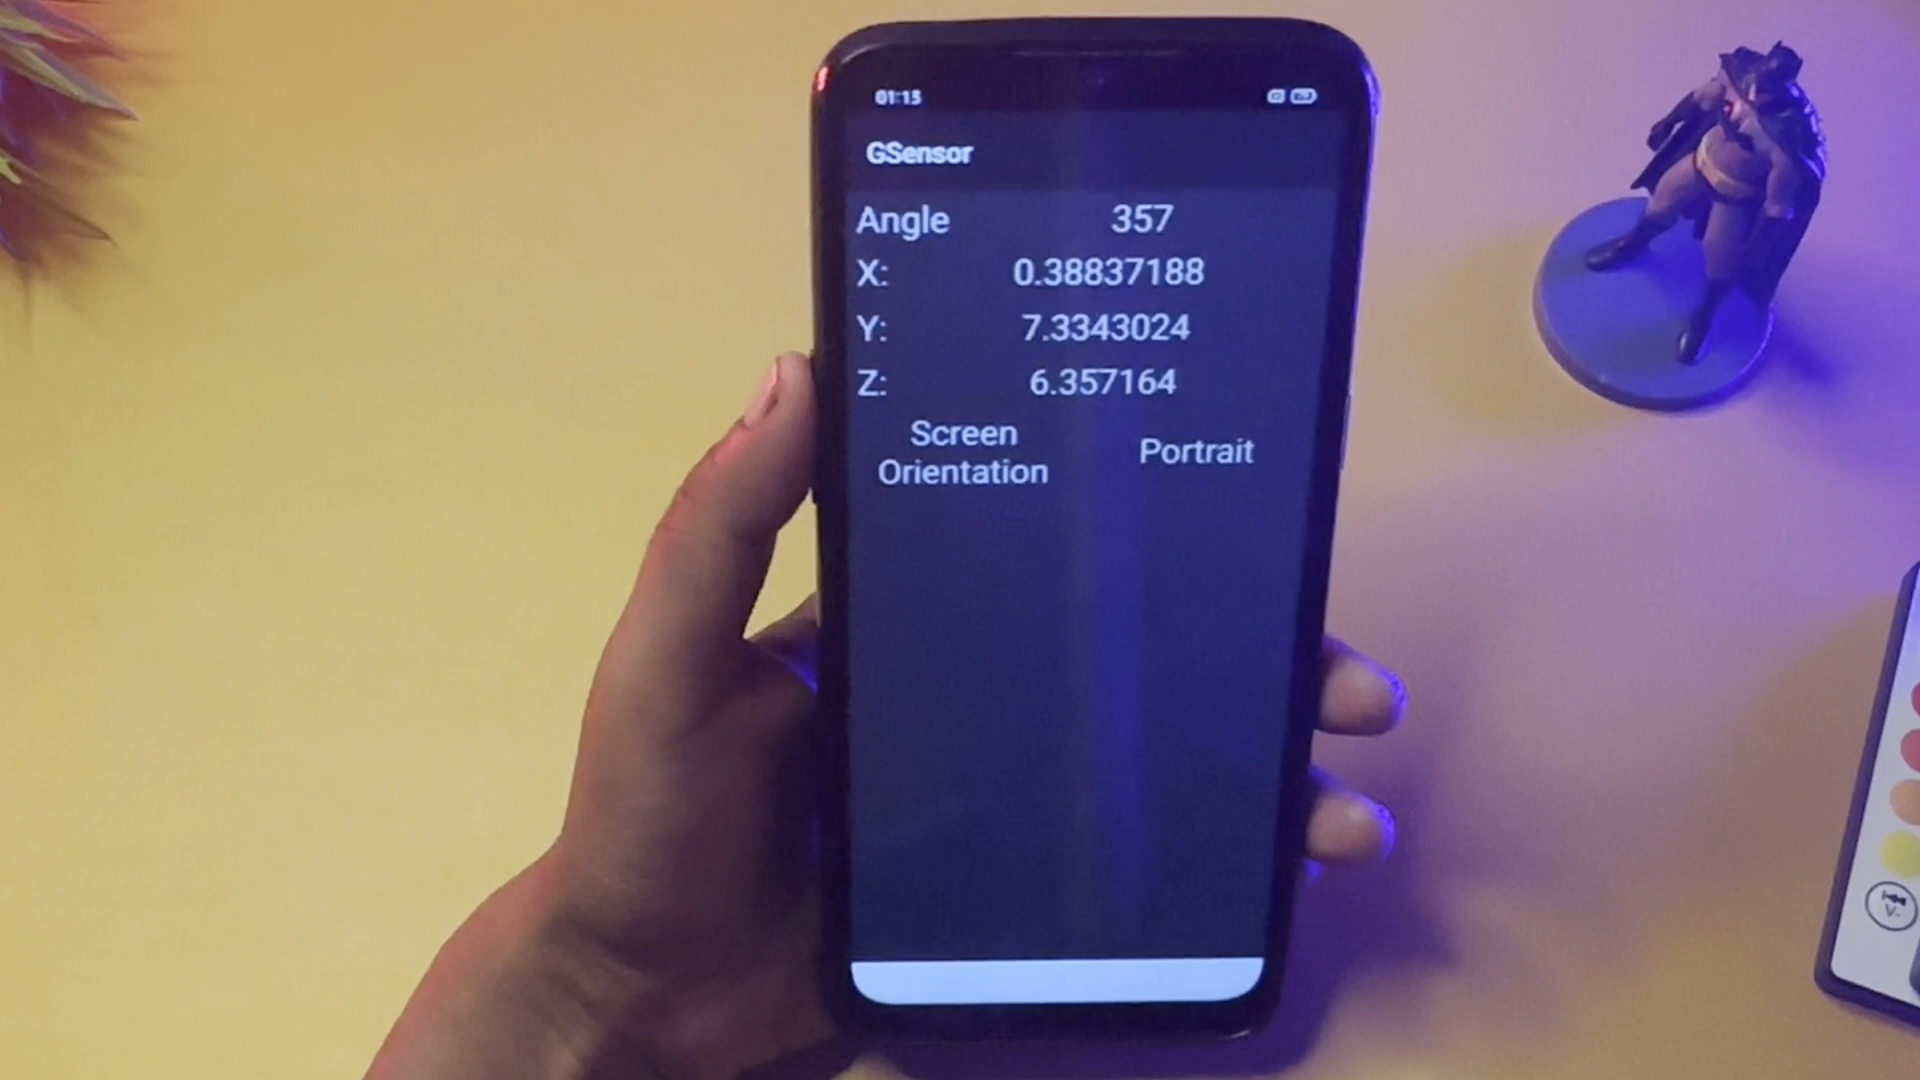 01:15
GSensor
Angle 357
X: 0.38837188
Y: 7.3343024
Z: 6.357164
Screen
Orientation
Portrait
V-